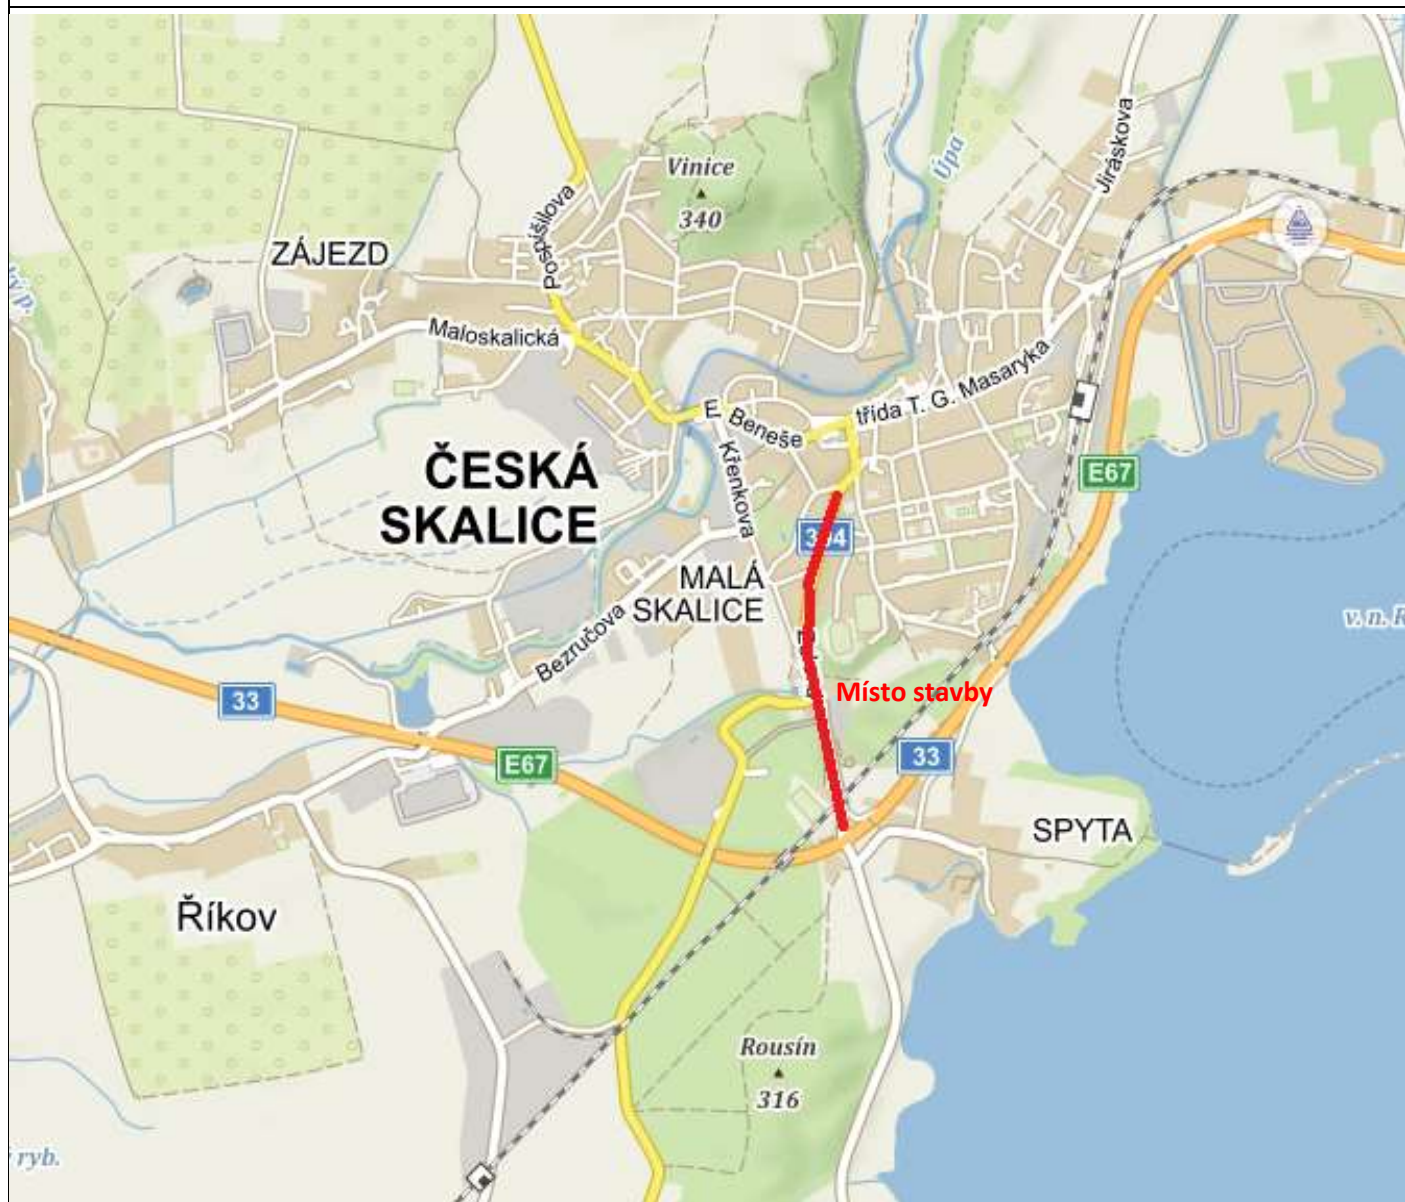 Vinice
340
Úpa
Jiráskova
Pospíšilova
ZÁJEZD
Maloskalická
třída T. G. Masaryka
E. Beneše
Křenkova
ČESKÁ
SKALICE
E67
MALÁ
SKALICE
Bezručova
33
Místo stavby
33
E67
SPYTA
Říkov
Rousín
316
ryb.